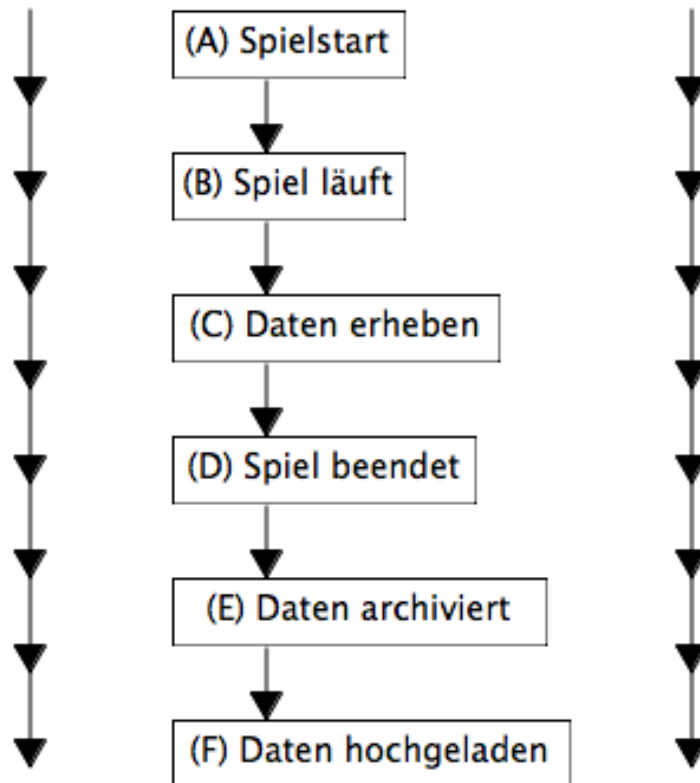 (A) Spielstart
(B) Spiel läuft
(C) Daten erheben
(D) Spiel beendet
(E) Daten archiviert
(F) Daten hochgeladen